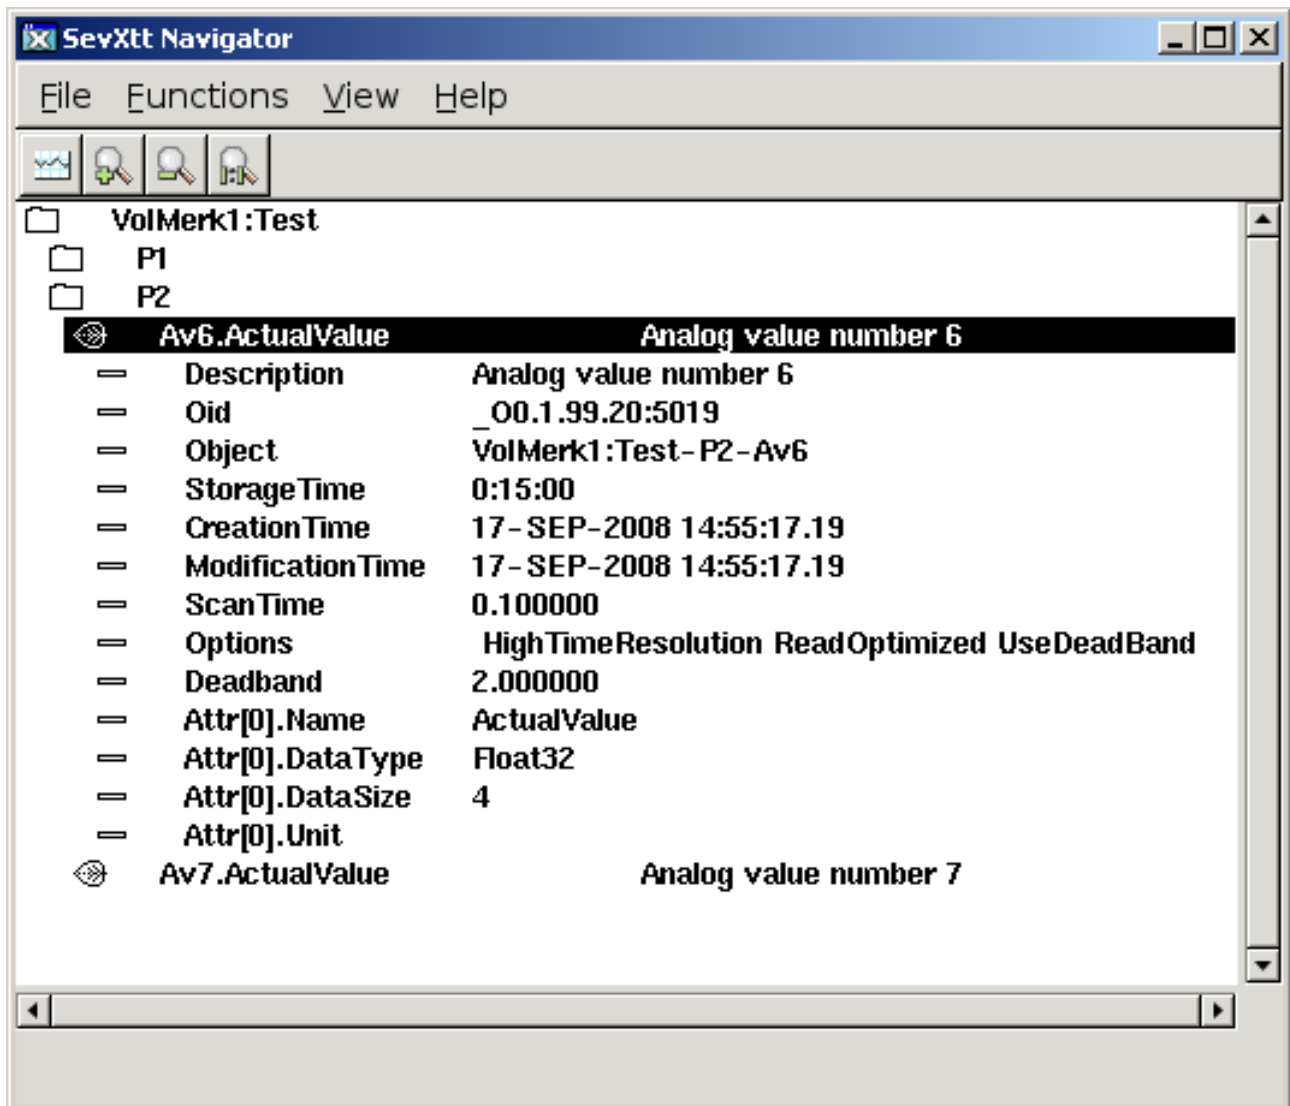 SevXtt Navigator
File Functions View Help
VolMerk1:Test
P1
P2
Av6.ActualValue Analog value number 6
Description Analog value number 6
Oid _O0.1.99.20:5019
Object VolMerk1:Test-P2-Av6
StorageTime 0:15:00
CreationTime 17-SEP-2008 14:55:17.19
ModificationTime 17-SEP-2008 14:55:17.19
ScanTime 0.100000
Options HighTimeResolution ReadOptimized UseDeadBand
Deadband 2.000000
Attr[0].Name ActualValue
Attr[0].DataType Float32
Attr[0].DataSize 4
Attr[0].Unit
Av7.ActualValue Analog value number 7